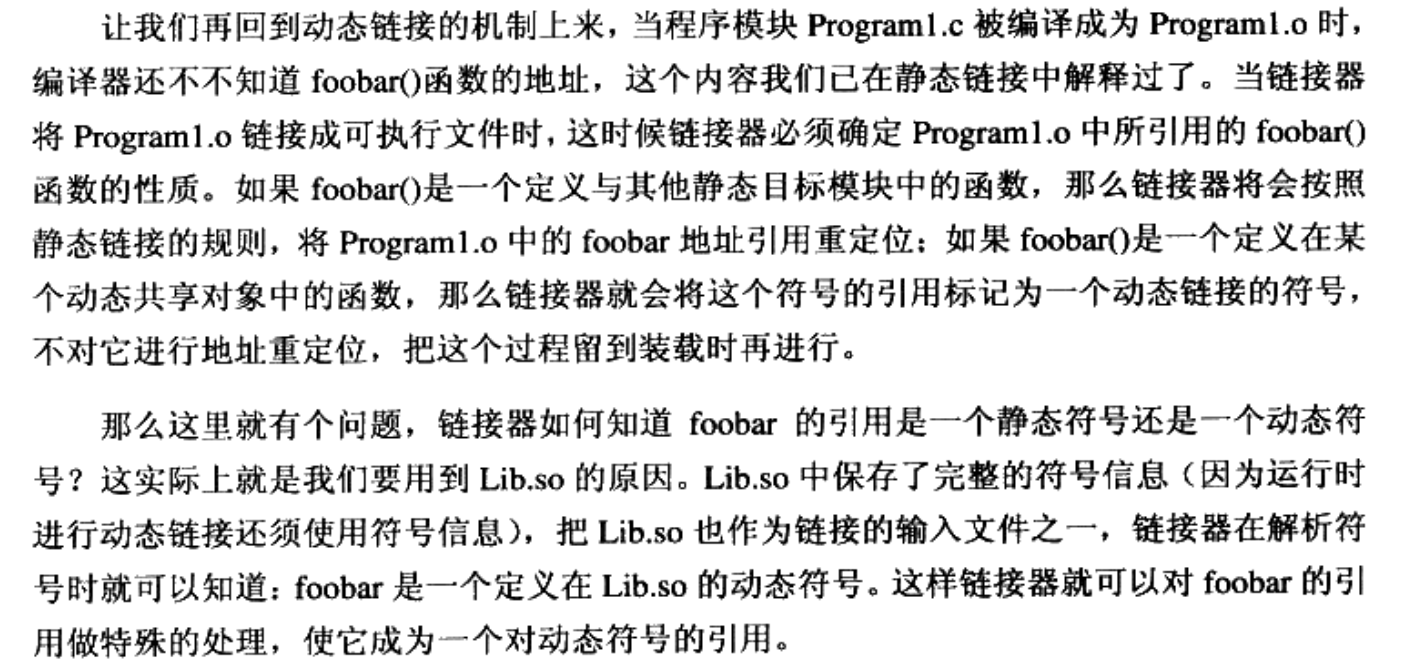 让我们再回到动态链接的机制上来，当程序模块 Program1.c 被编译成为 Program1.o 时，
编译器还不不知道 foobar()函数的地址，这个内容我们已在静态链接中解释过了。当链接器
将 Program1.o 链接成可执行文件时，这时候链接器必须确定 Program1.o 中所引用的 foobar()
函数的性质。如果 foobar()是一个定义与其他静态目标模块中的函数，那么链接器将会按照
静态链接的规则，将 Program1.o 中的 foobar 地址引用重定位；如果 foobar()是一个定义在某
个动态共享对象中的函数，那么链接器就会将这个符号的引用标记为一个动态链接的符号，
不对它进行地址重定位，把这个过程留到装载时再进行。
那么这里就有个问题，链接器如何知道 foobar 的引用是一个静态符号还是一个动态符
号？这实际上就是我们要用到 Lib.so 的原因。Lib.so 中保存了完整的符号信息（因为运行时
进行动态链接还须使用符号信息），把 Lib.so 也作为链接的输入文件之一，链接器在解析符
号时就可以知道：foobar 是一个定义在 Lib.so 的动态符号。这样链接器就可以对 foobar 的引
用做特殊的处理，使它成为一个对动态符号的引用。